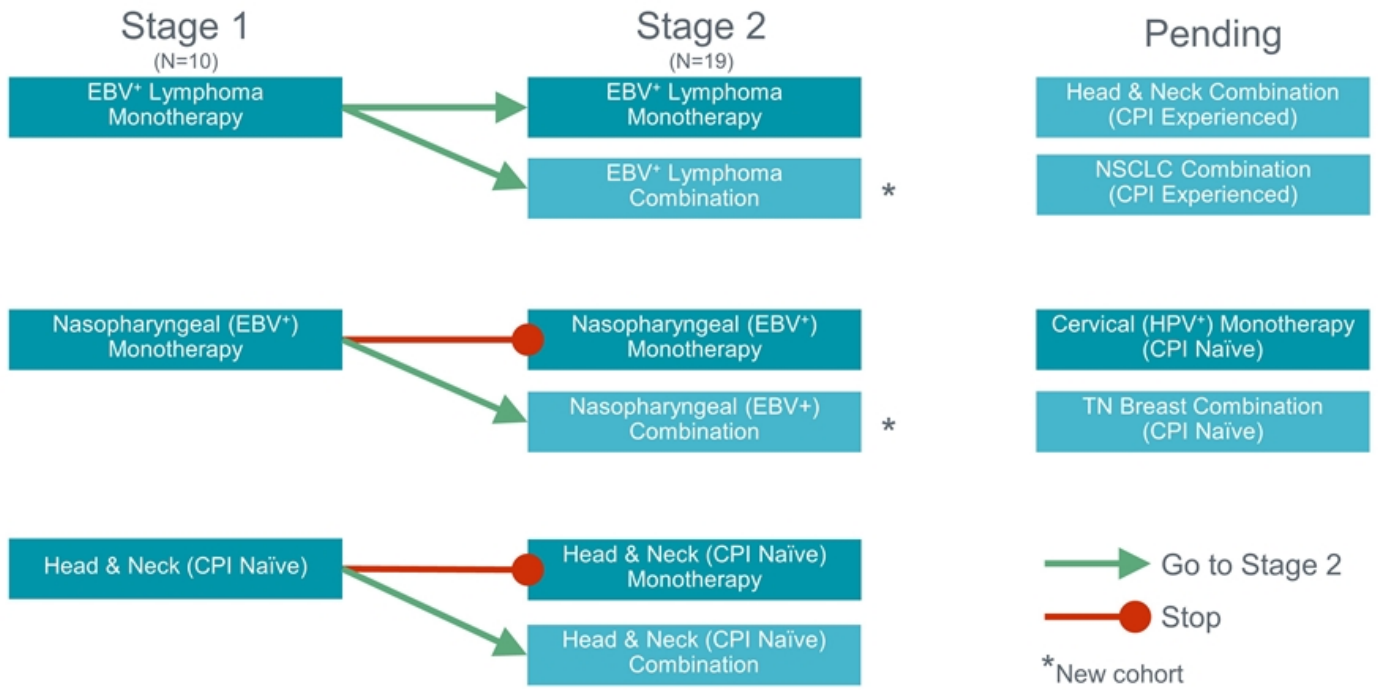 Stage 1
(N=10)
EBV⁺ Lymphoma
Monotherapy
Nasopharyngeal (EBV⁺)
Monotherapy
Head & Neck (CPI Naïve)
Stage 2
(N=19)
EBV⁺ Lymphoma
Monotherapy
EBV⁺ Lymphoma
Combination
*
Nasopharyngeal (EBV⁺)
Monotherapy
Nasopharyngeal (EBV+)
Combination
*
Head & Neck (CPI Naïve)
Monotherapy
Head & Neck (CPI Naïve)
Combination
Pending
Head & Neck Combination
(CPI Experienced)
NSCLC Combination
(CPI Experienced)
Cervical (HPV⁺) Monotherapy
(CPI Naïve)
TN Breast Combination
(CPI Naïve)
Go to Stage 2
Stop
*New cohort